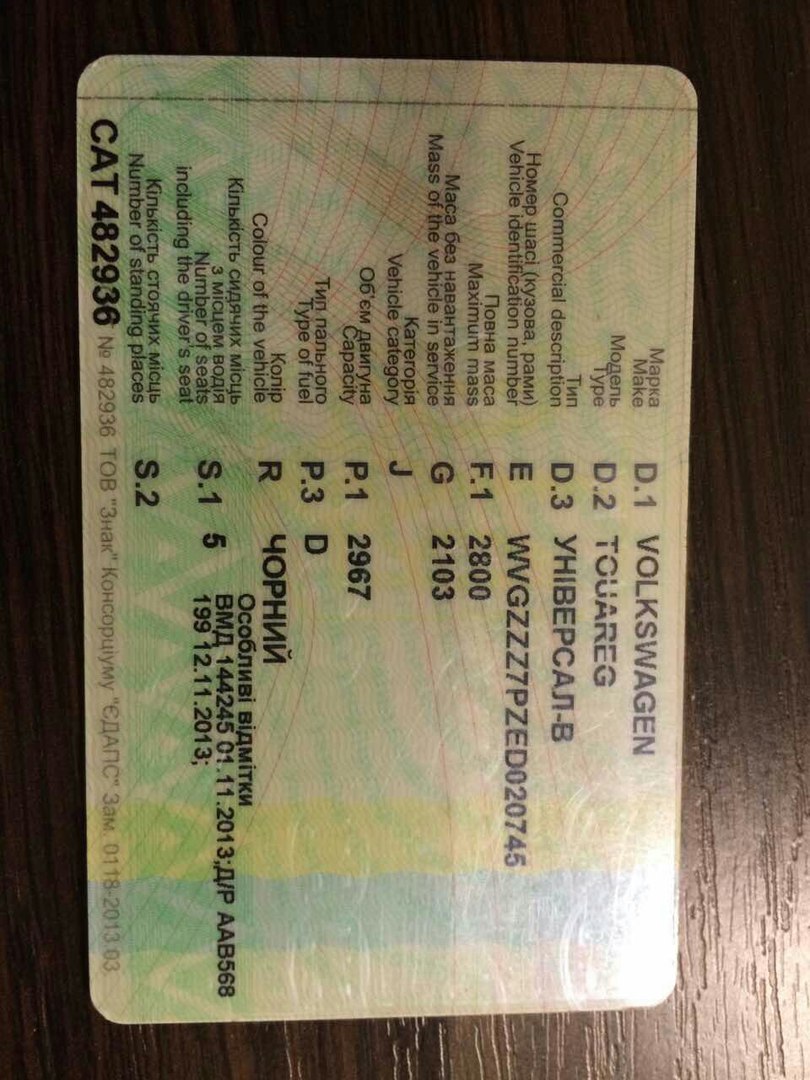 Марка
Make D.1 VOLKSWAGEN
Модель
Type D.2 TOUAREG
Тип
Commercial description D.3 УНІВЕРСАЛ-В
Номер шасі (кузова, рами)
Vehicle identification number E WVGZZZ7PZED020745
Повна маса
Maximum mass F.1 2800
Маса без навантаження
Mass of the vehicle in service G 2103
Категорія
Vehicle category J
Об'єм двигуна
Capacity P.1 2967
Тип пального
Type of fuel P.3 D
Колір
Colour of the vehicle R ЧОРНИЙ
Кількість сидячих місць
з місцем водія
Number of seats
including the driver's seat S.1 5
Особливі відмітки
ВМД 144245 01.11.2013;Д/Р ААВ568
199 12.11.2013;
Кількість стоячих місць
Number of standing places S.2
САТ 482936 № 482936 ТОВ "Знак" Консорціуму "ЄДАПС" Зам. 0118-2013 03